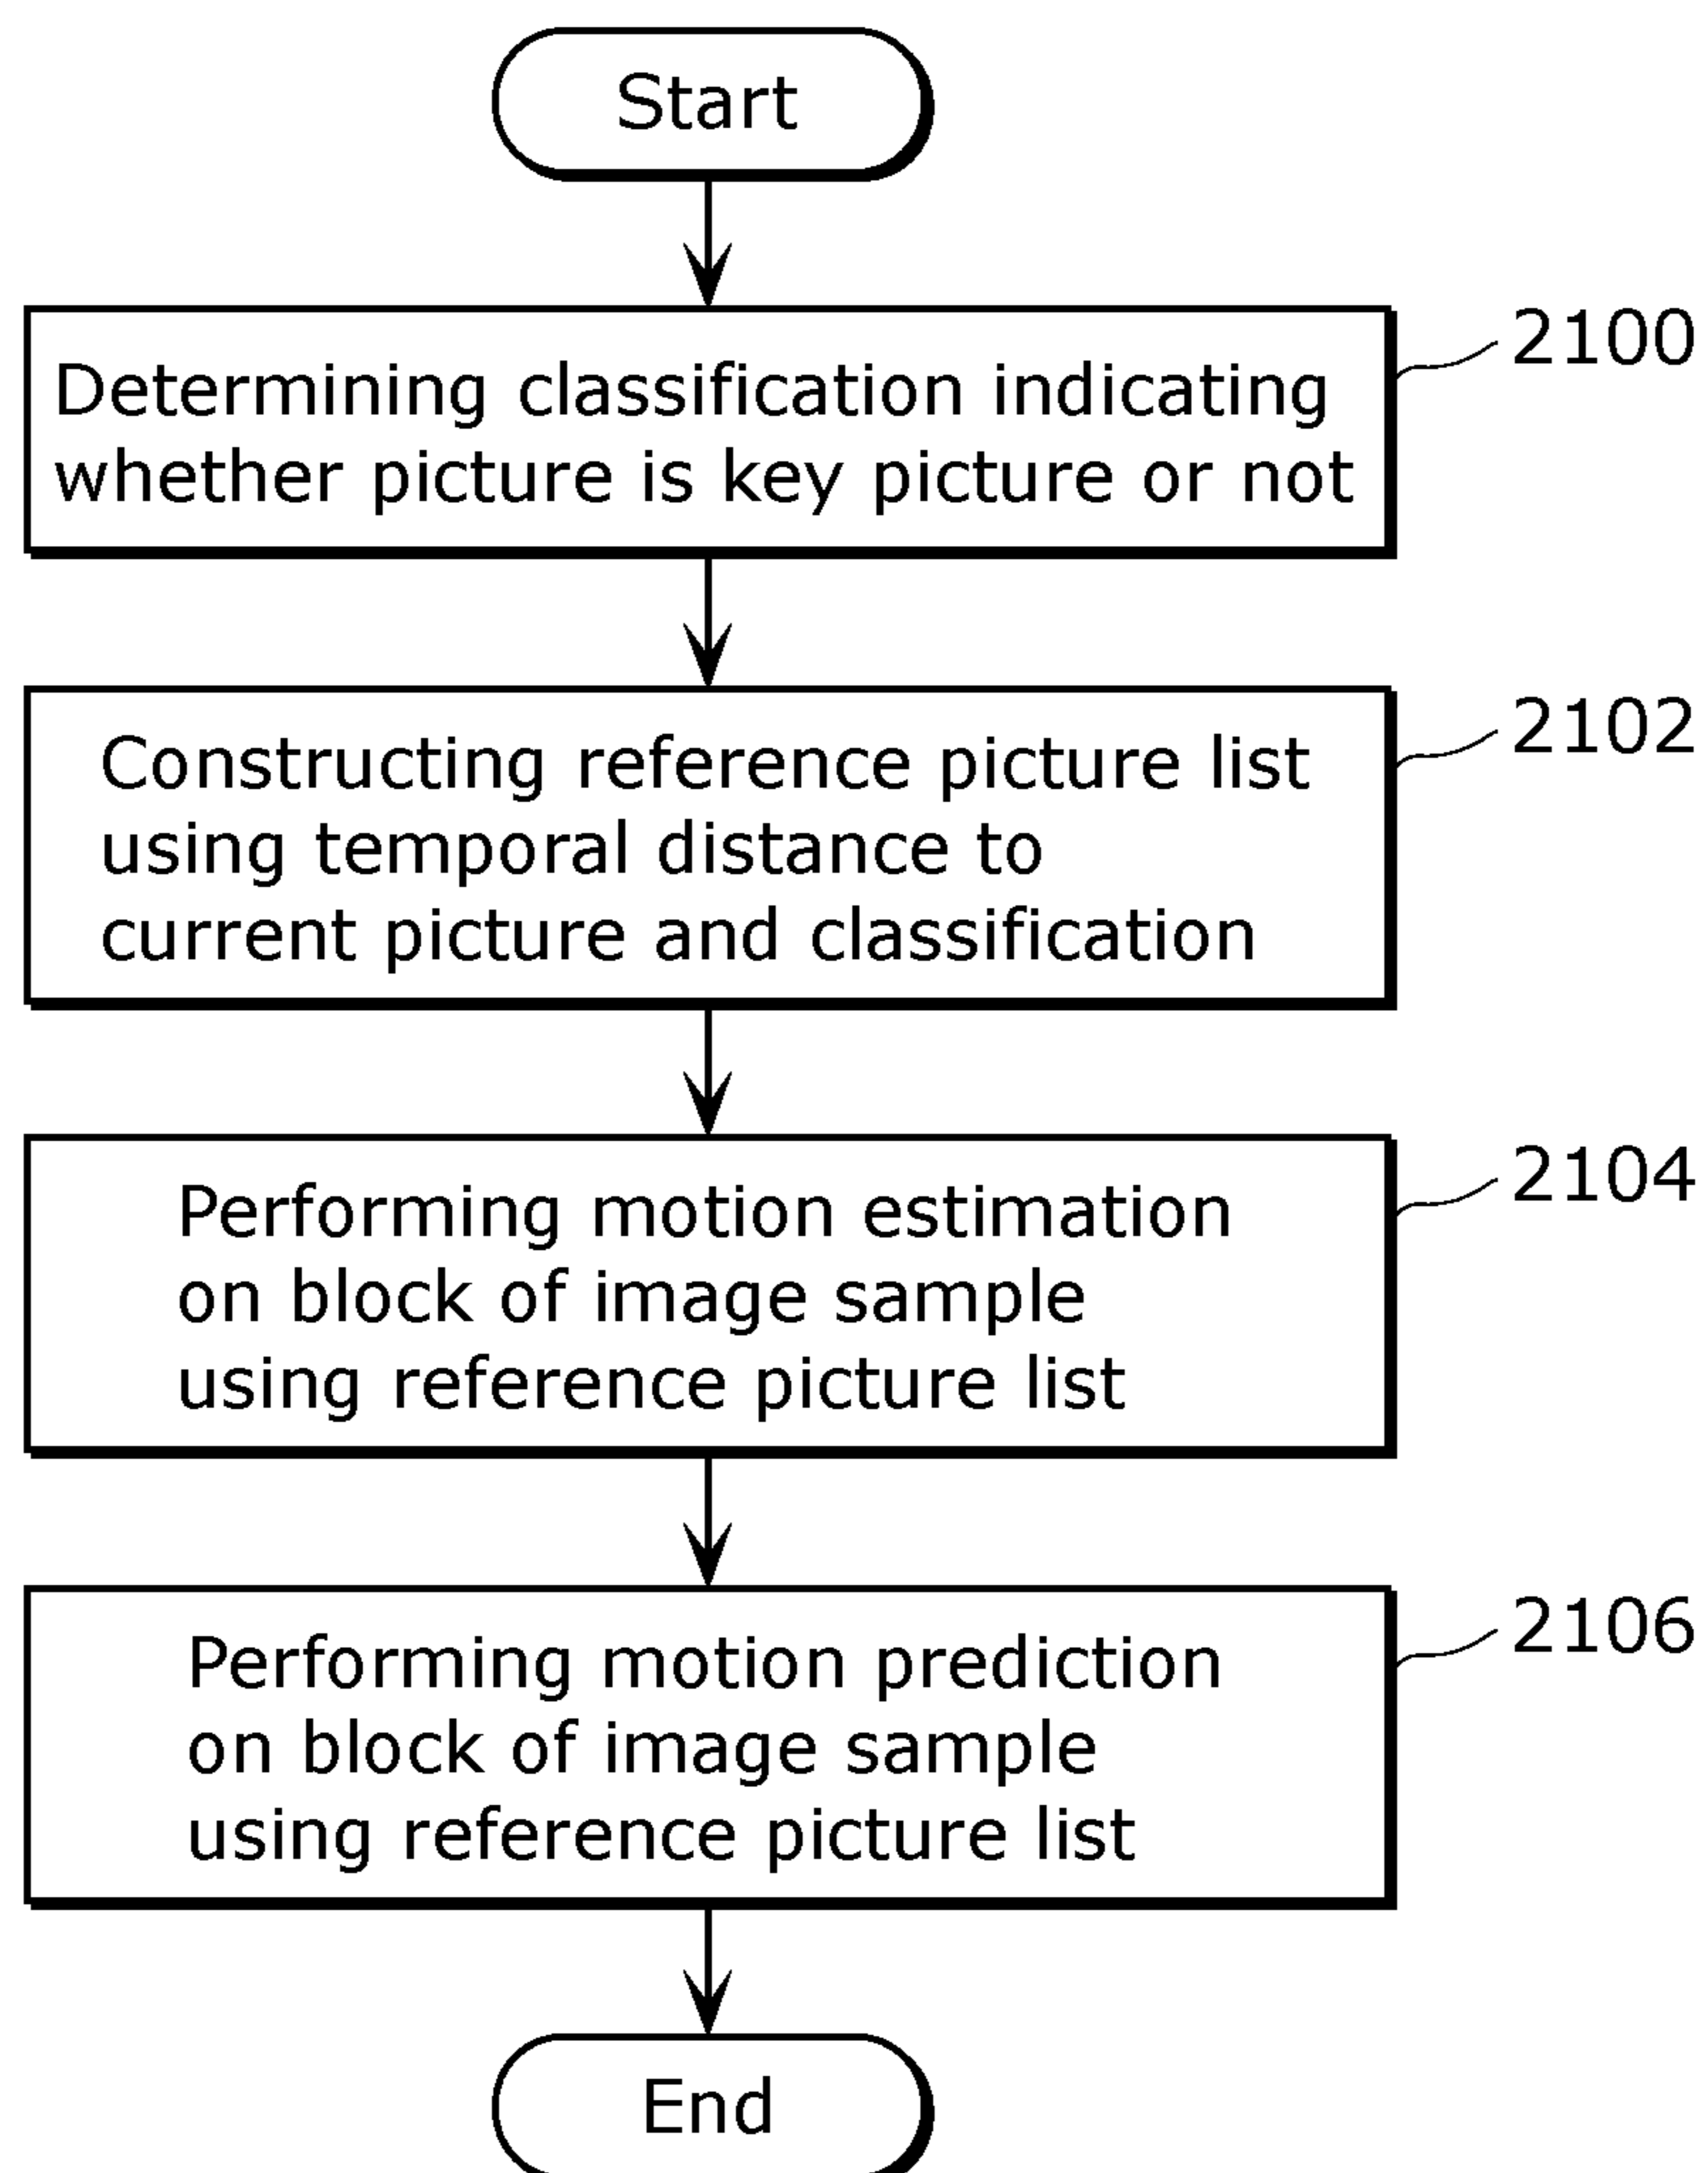 Start
Determining classification indicating
whether picture is key picture or not
2100
Constructing reference picture list
using temporal distance to
current picture and classification
2102
Performing motion estimation
on block of image sample
using reference picture list
2104
Performing motion prediction
on block of image sample
using reference picture list
2106
End